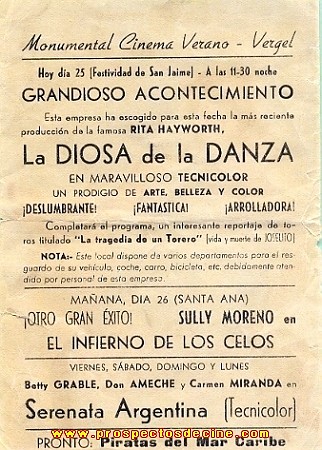 Monumental Cinema Verano - Vergel
Hoy día 25 (Festividad de San Jaime) - A las 11-30 noche
GRANDIOSO ACONTECIMIENTO
Esta empresa ha escogido para esta fecha la más reciente
producción de la famosa RITA HAYWORTH,
La DIOSA de la DANZA
EN MARAVILLOSO TECNICOLOR
UN PRODIGIO DE ARTE, BELLEZA Y COLOR
¡DESLUMBRANTE! ¡FANTASTICA! ¡ARROLLADORA!
Completará el programa, un interesante reportaje de to-
ros titulado "La tragedia de un Torero" (vida y muerte de JOSELITO)
NOTA:- Este local dispone de varios departamentos para el res-
guardo de su vehículo, coche, carro, bicicleta, etc. debidamente aten-
dido por personal de esta empresa.
MAÑANA, DIA 26 (SANTA ANA)
¡OTRO GRAN ÉXITO! SULLY MORENO en
EL INFIERNO DE LOS CELOS
VIERNES, SÁBADO, DOMINGO Y LUNES
Betty GRABLE, Don AMECHE y Carmen MIRANDA en
Serenata Argentina (Tecnicolor)
www.prospectosdecine.com
PRONTO: Piratas del Mar Caribe